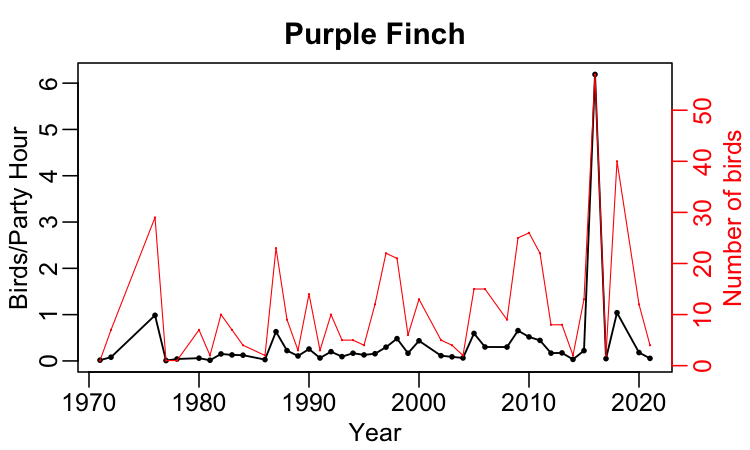 Purple Finch
Birds/Party Hour
0 1 2 3 4 5 6
0 10 20 30 40 50
Number of birds
1970 1980 1990 2000 2010 2020
Year